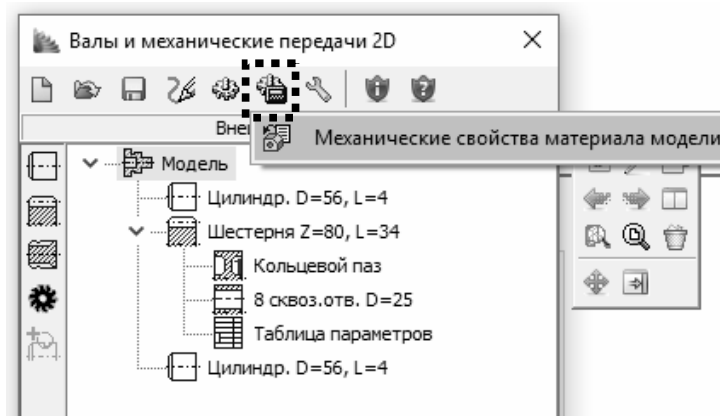 Валы и механические передачи 2D
Вне
Механические свойства материала модели
Модель
Цилиндр. D=56, L=4
Шестерня Z=80, L=34
Кольцевой паз
8 сквоз.отв. D=25
Таблица параметров
Цилиндр. D=56, L=4